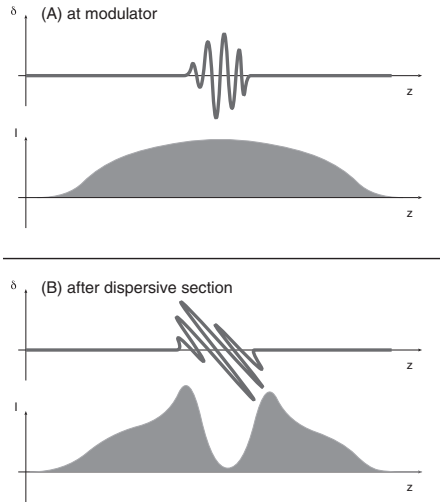 δ (A) at modulator
z
I
z
δ (B) after dispersive section
z
I
z